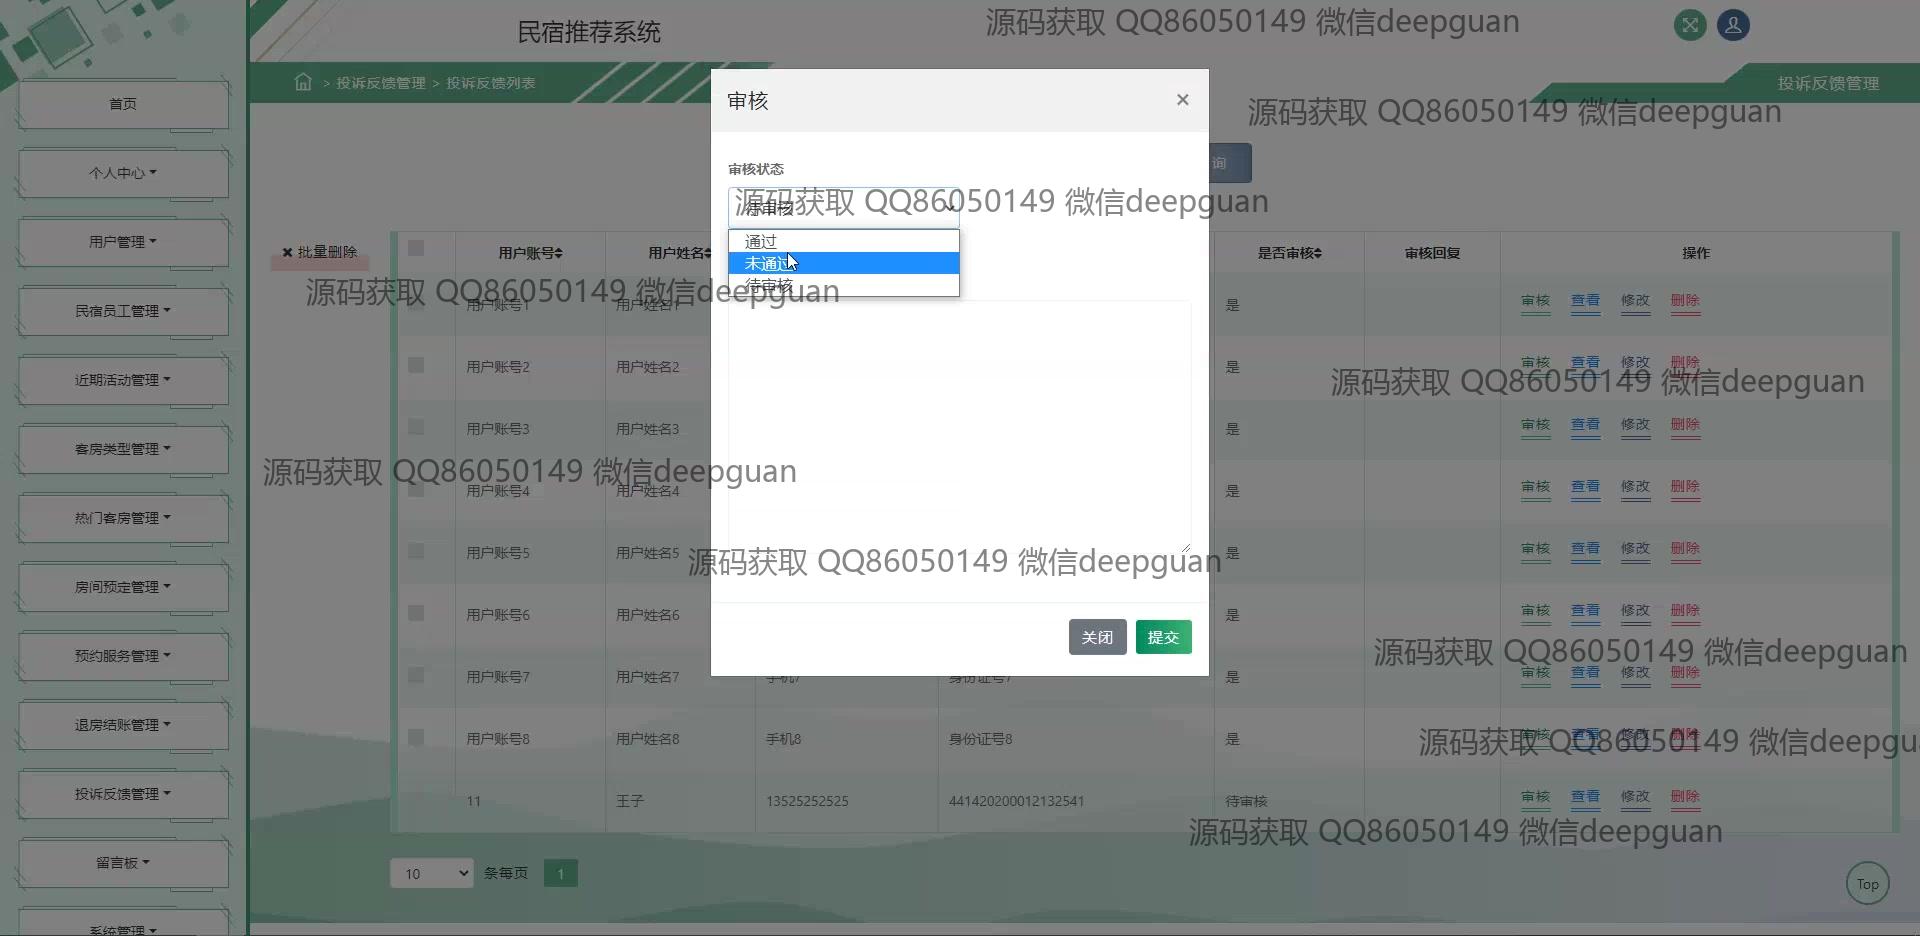 民宿推荐系统
源码获取 QQ86050149 微信deepguan
> 投诉反馈管理 > 投诉反馈列表
投诉反馈管理
源码获取 QQ86050149 微信deepguan
首页
个人中心
用户管理
民宿员工管理
近期活动管理
客房类型管理
热门客房管理
房间预定管理
预约服务管理
退房结账管理
投诉反馈管理
留言板
系统管理
审核
×
审核状态
待审核
源码获取 QQ86050149 微信deepguan
通过
未通过
待审核
关闭
提交
询
批量删除
用户账号 用户姓名 是否审核 审核回复 操作
源码获取 QQ86050149 微信deepguan
用户账号1 用户姓名1 是 审核 查看 修改 删除
用户账号2 用户姓名2 是 审核 查看 修改 删除
源码获取 QQ86050149 微信deepguan
用户账号3 用户姓名3 是 审核 查看 修改 删除
源码获取 QQ86050149 微信deepguan
用户账号4 用户姓名4 是 审核 查看 修改 删除
用户账号5 用户姓名5 是 审核 查看 修改 删除
源码获取 QQ86050149 微信deepguan
用户账号6 用户姓名6 是 审核 查看 修改 删除
源码获取 QQ86050149 微信deepguan
用户账号7 用户姓名7 手机7 身份证号7 是 审核 查看 修改 删除
用户账号8 用户姓名8 手机8 身份证号8 是 审核 查看 修改 删除
源码获取 QQ86050149 微信deepgu
11 王子 13525252525 441420200012132541 待审核 审核 查看 修改 删除
源码获取 QQ86050149 微信deepguan
10 条每页 1
Top